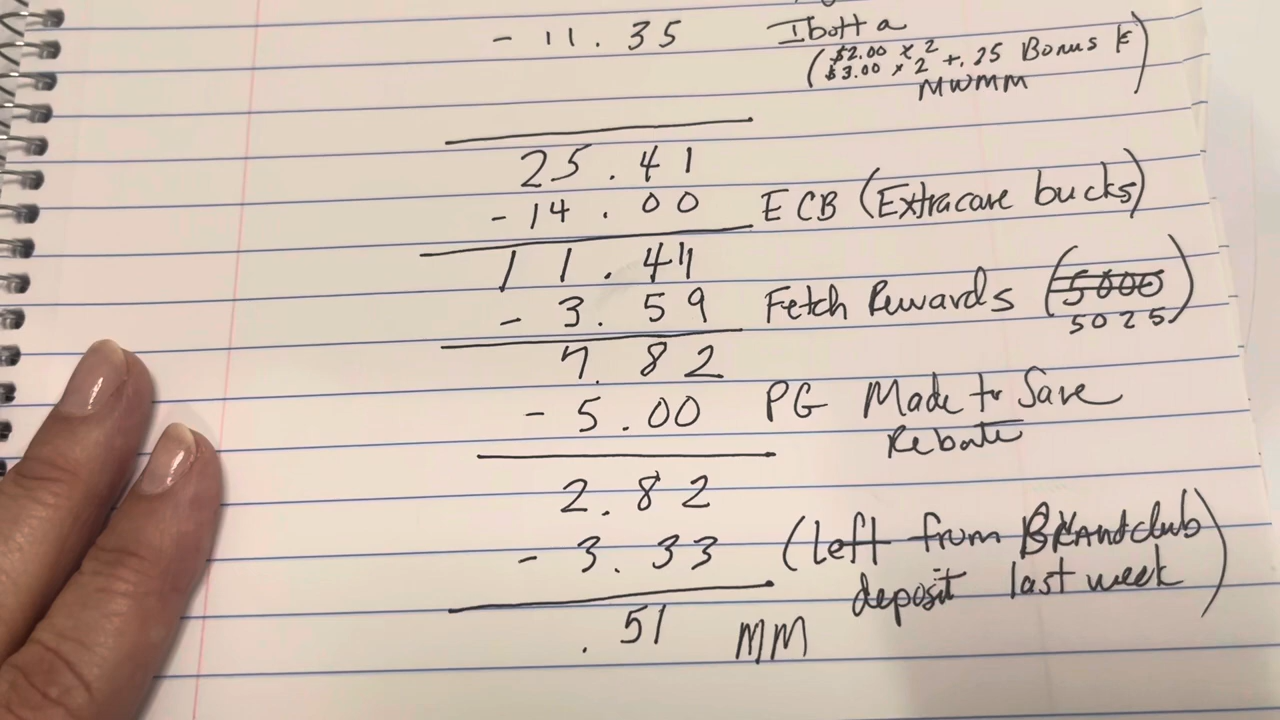 - 11.35 Ibotta
($2.00 x 2
$3.00 x 2 +.25 Bonus
MWMM
25.41
- 14.00 ECB (Extracare bucks)
11.41
- 3.59 Fetch Rewards (5000)
5025
7.82
- 5.00 PG Made to Save
Rebate
2.82
- 3.33 (left from Brandclub
deposit last week)
.51 MM